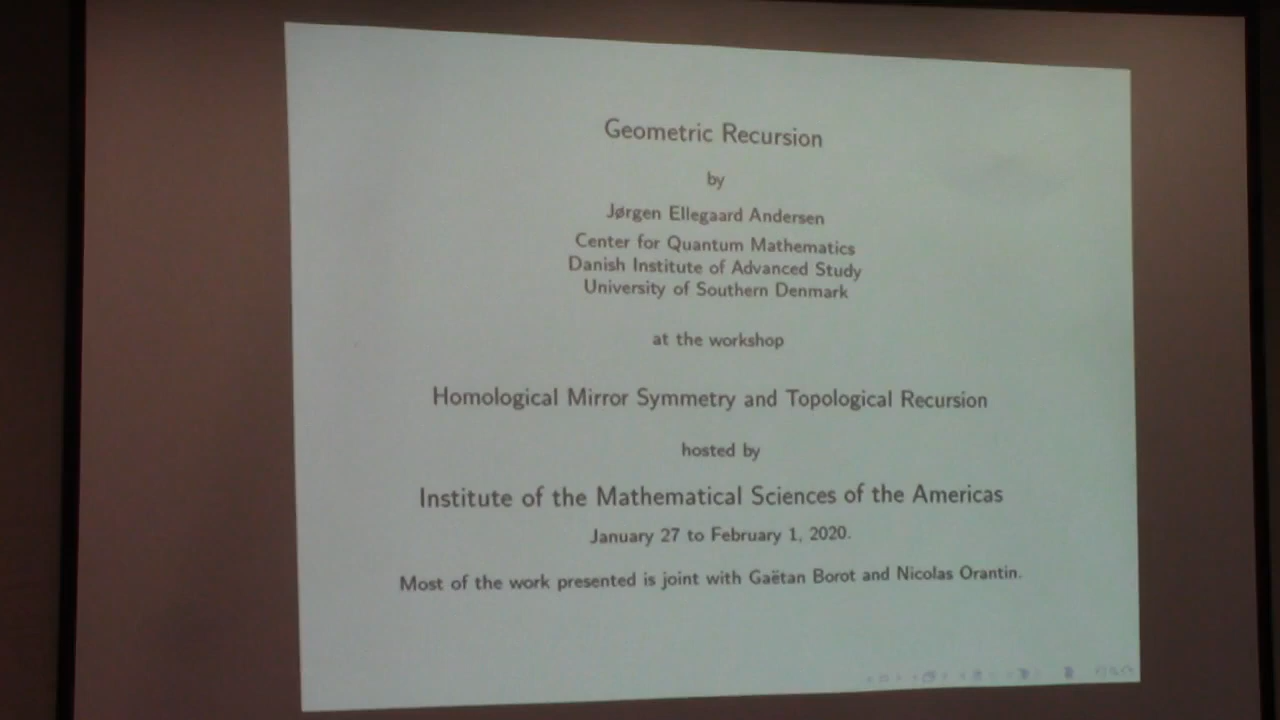 Geometric Recursion
by
Jørgen Ellegaard Andersen
Center for Quantum Mathematics
Danish Institute of Advanced Study
University of Southern Denmark
at the workshop
Homological Mirror Symmetry and Topological Recursion
hosted by
Institute of the Mathematical Sciences of the Americas
January 27 to February 1, 2020.
Most of the work presented is joint with Gaëtan Borot and Nicolas Orantin.